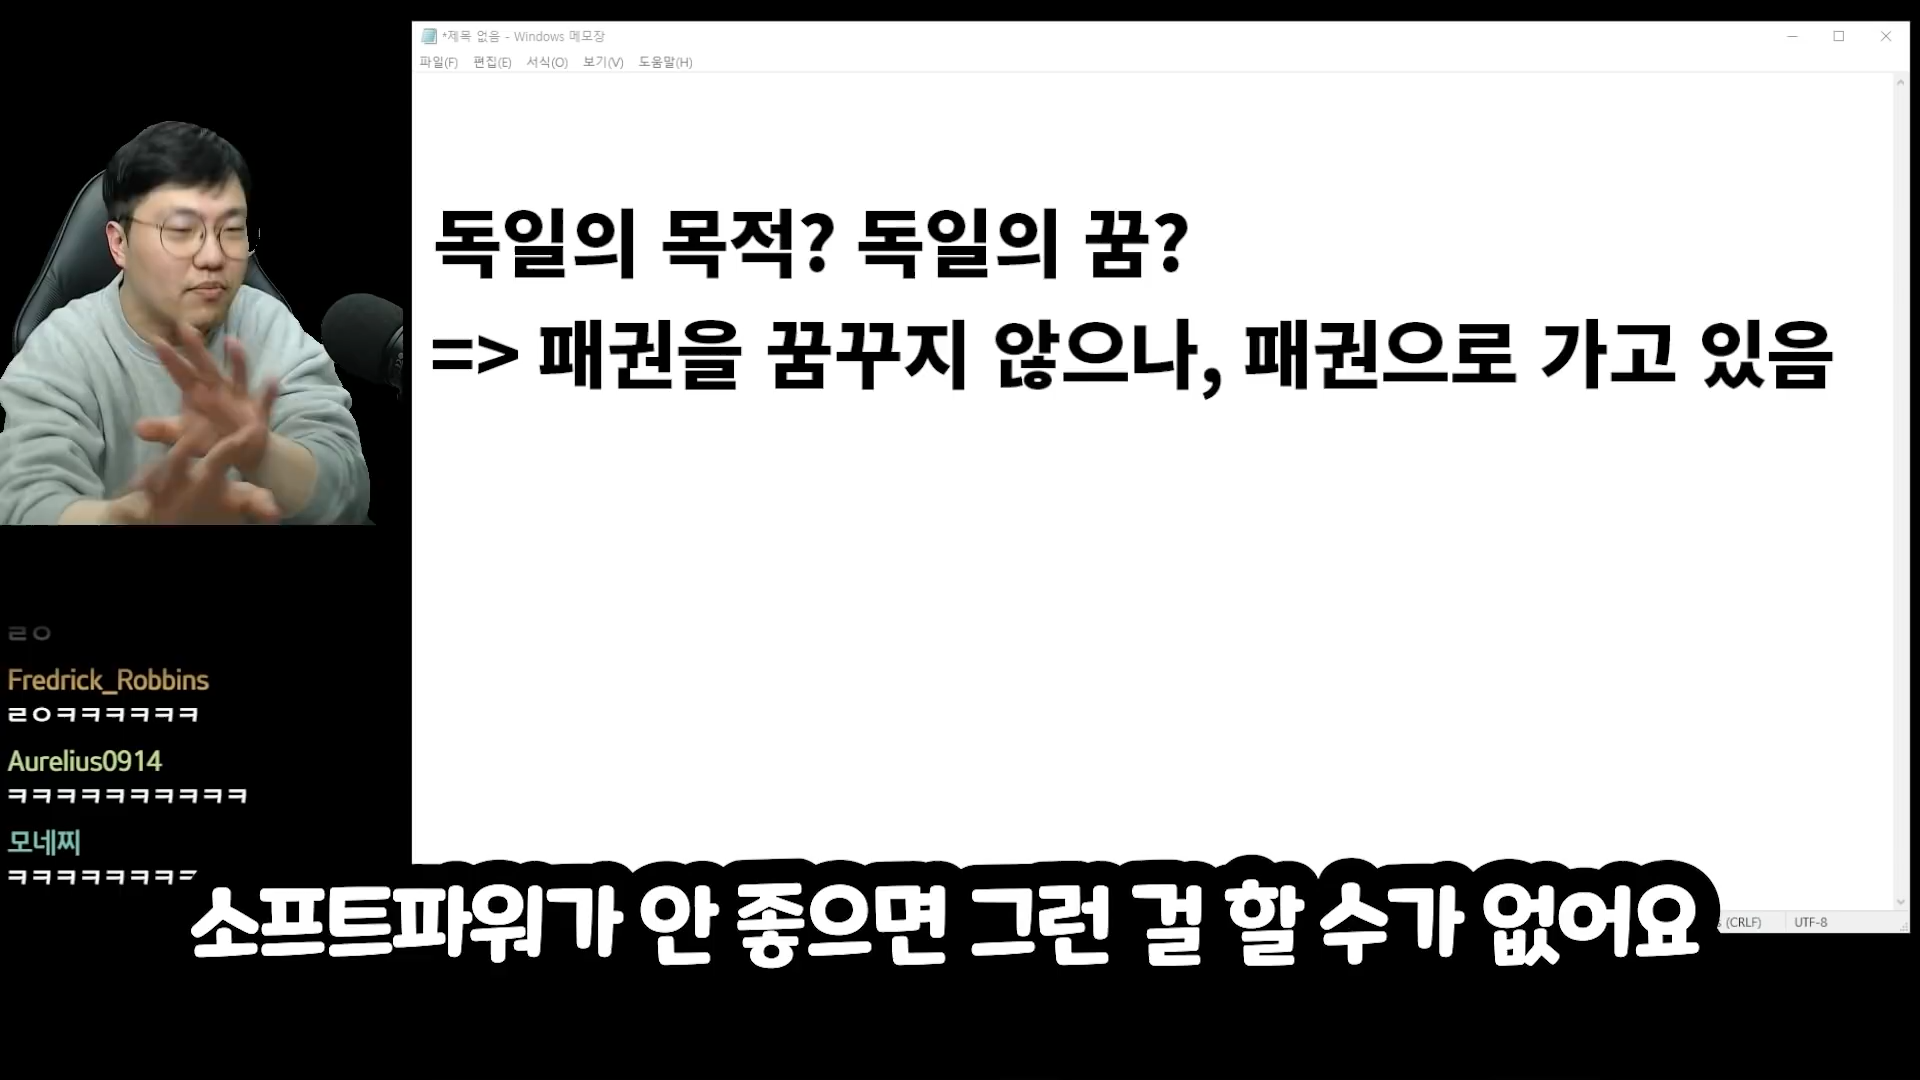 *제목 없음 - Windows 메모장
파일(F) 편집(E) 서식(O) 보기(V) 도움말(H)
독일의 목적? 독일의 꿈?
=> 패권을 꿈꾸지 않으나, 패권으로 가고 있음
ㄹㅇ
Fredrick_Robbins
ㄹㅇㅋㅋㅋㅋㅋㅋ
Aurelius0914
ㅋㅋㅋㅋㅋㅋㅋㅋㅋㅋ
모네찌
ㅋㅋㅋㅋㅋㅋㅋ
소프트파워가 안 좋으면 그런 걸 할 수가 없어요
(CRLF) UTF-8